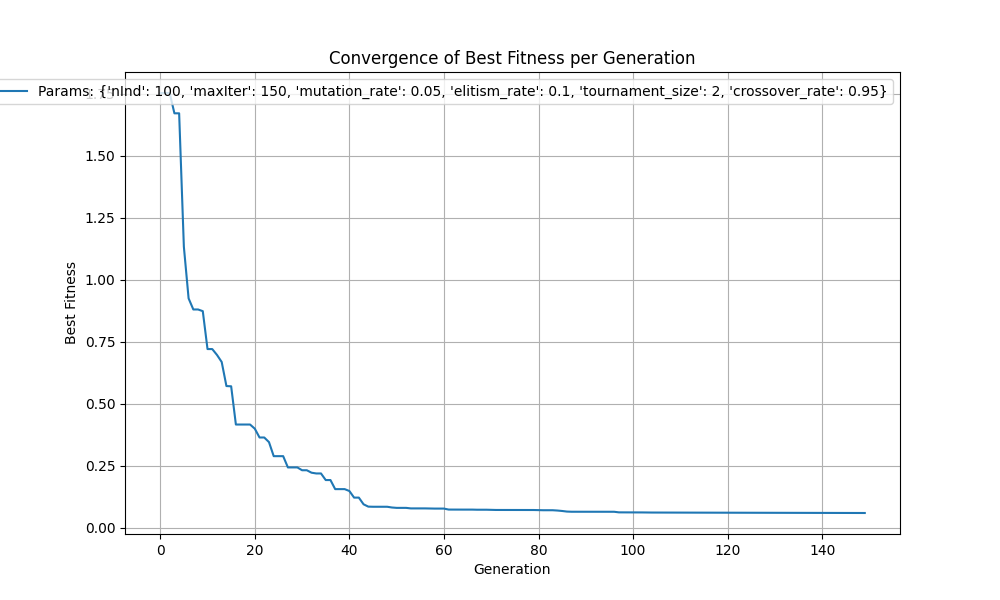 Convergence of Best Fitness per Generation
Params: {'nInd': 100, 'maxIter': 150, 'mutation_rate': 0.05, 'elitism_rate': 0.1, 'tournament_size': 2, 'crossover_rate': 0.95}
1.75
1.50
1.25
1.00
0.75
0.50
0.25
0.00
Best Fitness
0 20 40 60 80 100 120 140
Generation